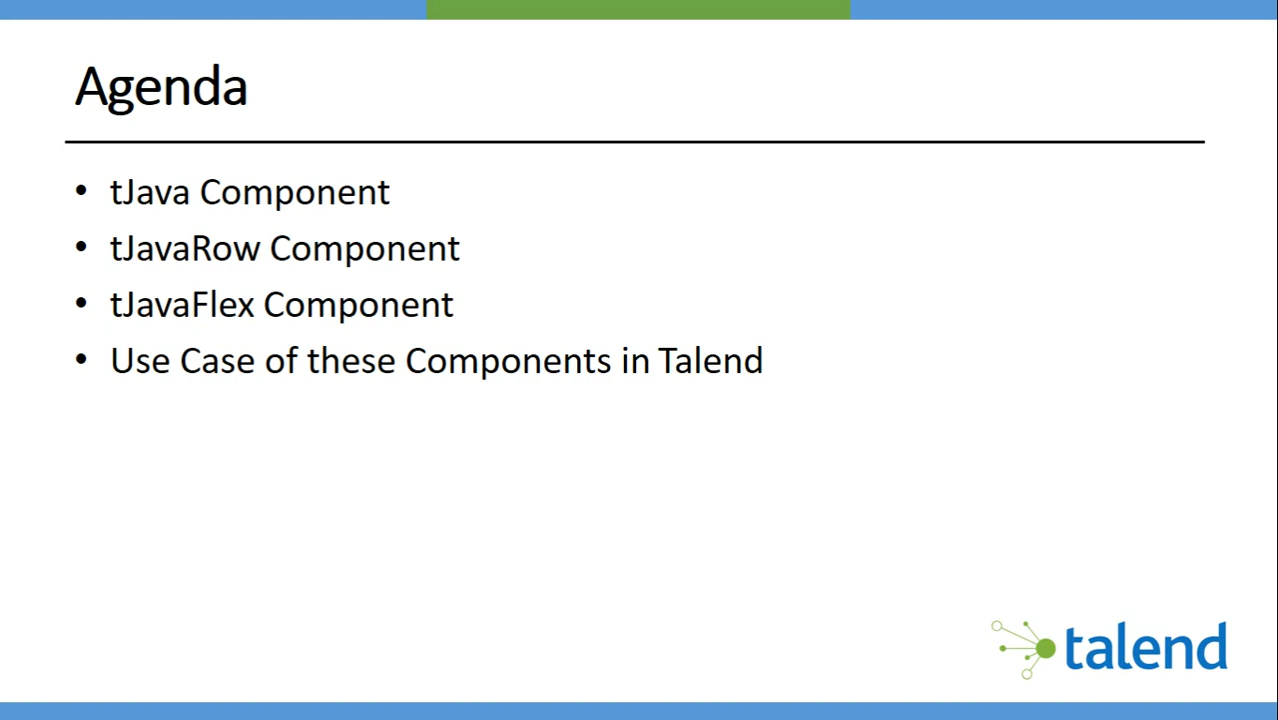 Agenda
• tJava Component
• tJavaRow Component
• tJavaFlex Component
• Use Case of these Components in Talend
talend